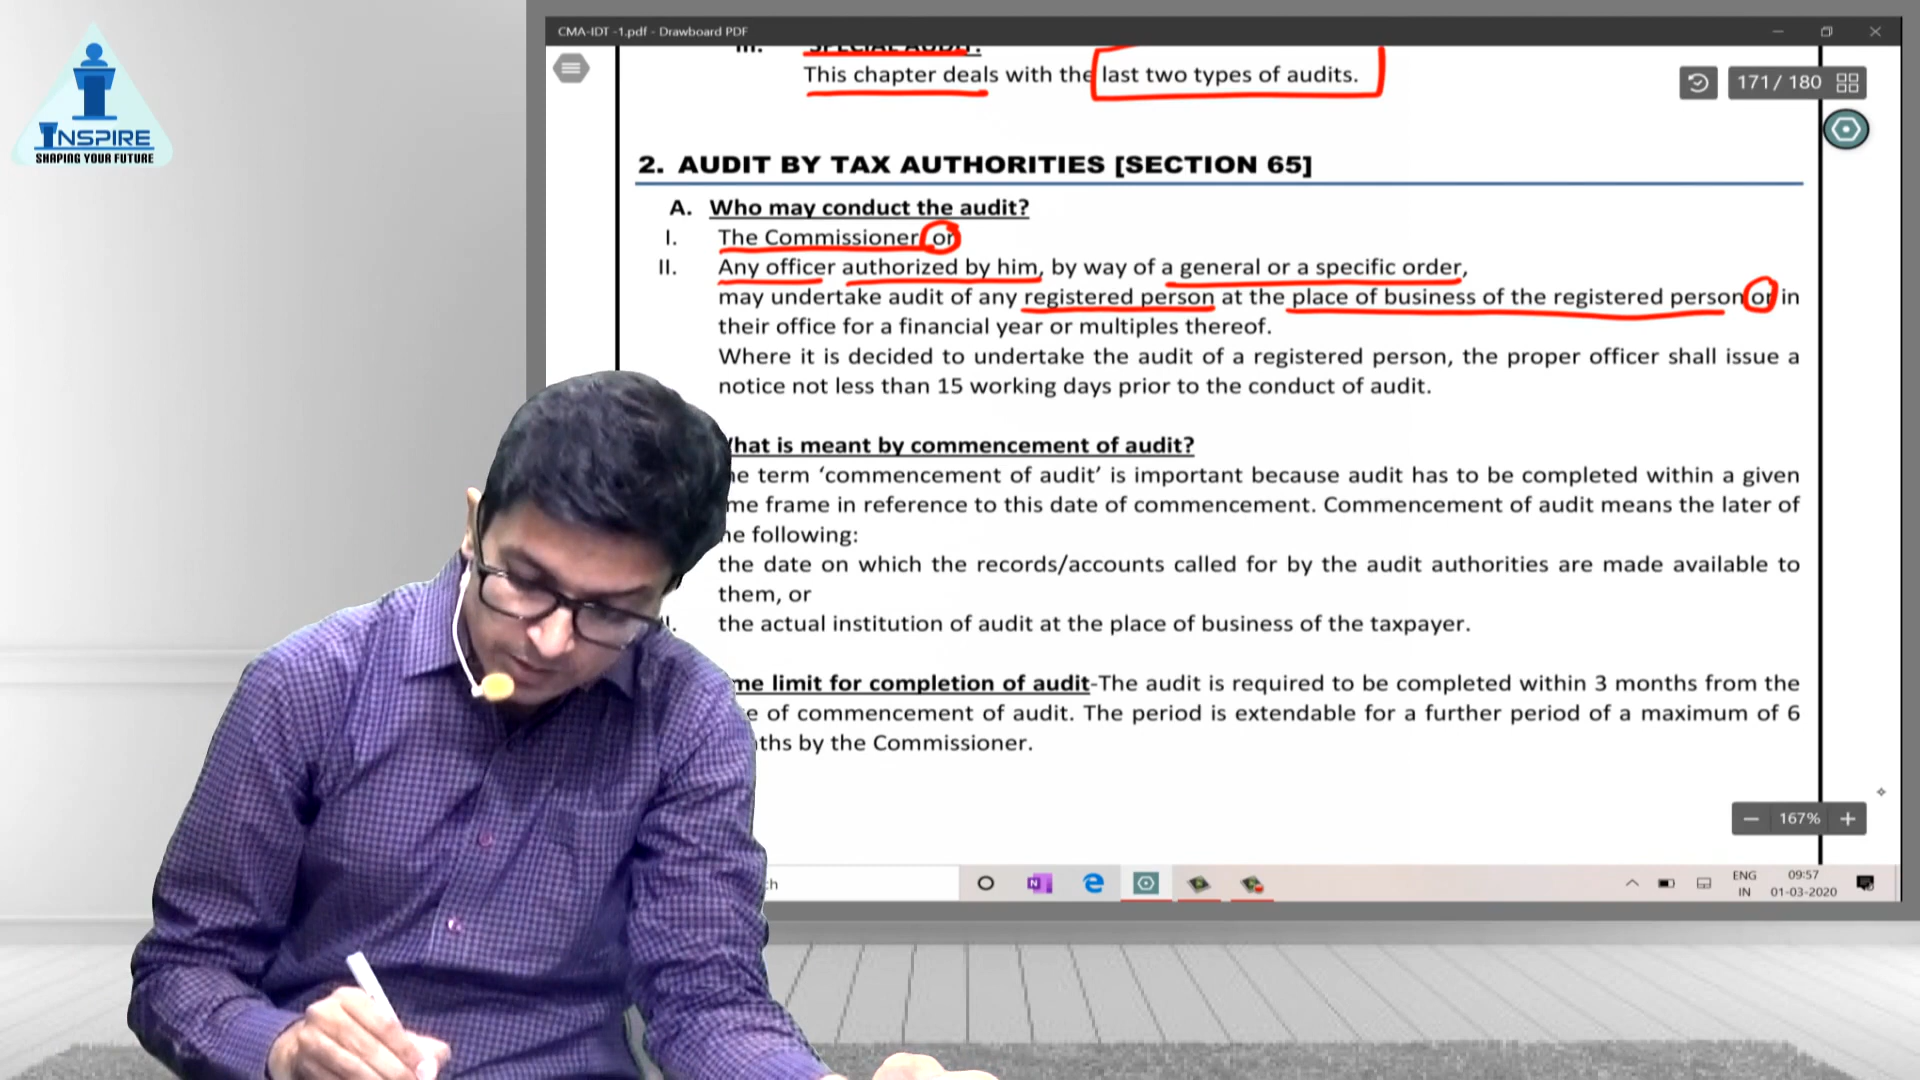 CMA-IDT -1.pdf - Drawboard PDF
INSPIRE
SHAPING YOUR FUTURE
III. SPECIAL AUDIT:
This chapter deals with the last two types of audits.
171 / 180
2. AUDIT BY TAX AUTHORITIES [SECTION 65]
A. Who may conduct the audit?
I. The Commissioner or
II. Any officer authorized by him, by way of a general or a specific order,
may undertake audit of any registered person at the place of business of the registered person or in
their office for a financial year or multiples thereof.
Where it is decided to undertake the audit of a registered person, the proper officer shall issue a
notice not less than 15 working days prior to the conduct of audit.
hat is meant by commencement of audit?
e term ‘commencement of audit’ is important because audit has to be completed within a given
me frame in reference to this date of commencement. Commencement of audit means the later of
he following:
the date on which the records/accounts called for by the audit authorities are made available to
them, or
the actual institution of audit at the place of business of the taxpayer.
me limit for completion of audit-The audit is required to be completed within 3 months from the
e of commencement of audit. The period is extendable for a further period of a maximum of 6
ths by the Commissioner.
167%
ch
ENG
IN
09:57
01-03-2020